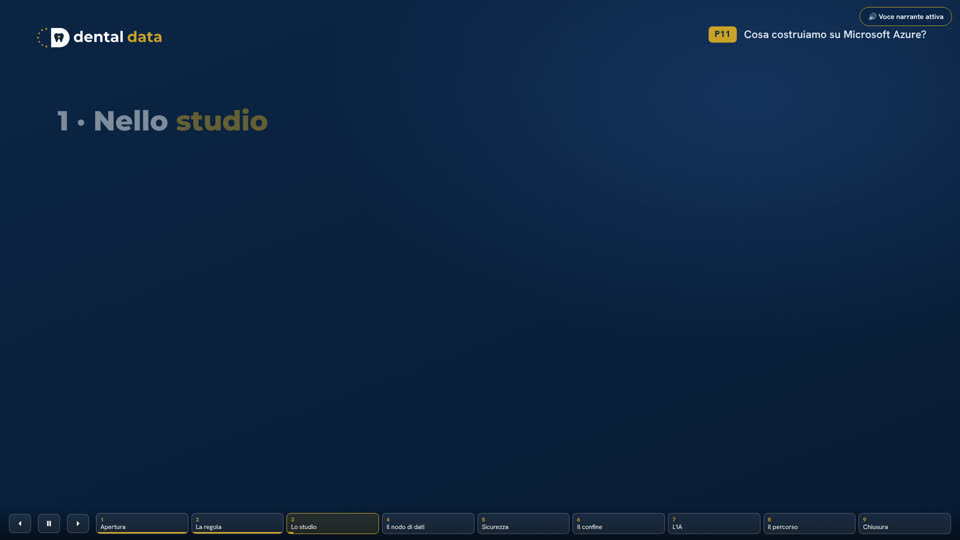 dental data
🔊 Voce narrante attiva
P11 Cosa costruiamo su Microsoft Azure?
1 · Nello studio
1
Apertura
2
La regola
3
Lo studio
4
Il nodo di dati
5
Sicurezza
6
Il confine
7
L'IA
8
Il percorso
9
Chiusura